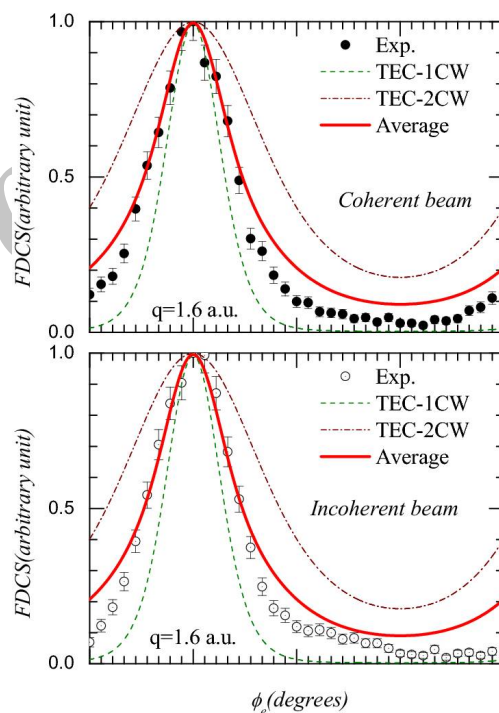 1.0
0.5
0.0
FDCS(arbitrary unit)
Exp.
TEC-1CW
TEC-2CW
Average
Coherent beam
q=1.6 a.u.
1.0
0.5
0.0
FDCS(arbitrary unit)
Exp.
TEC-1CW
TEC-2CW
Average
Incoherent beam
q=1.6 a.u.
ϕₑ(degrees)